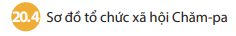 20.4 Sơ đồ tổ chức xã hội Chăm-pa